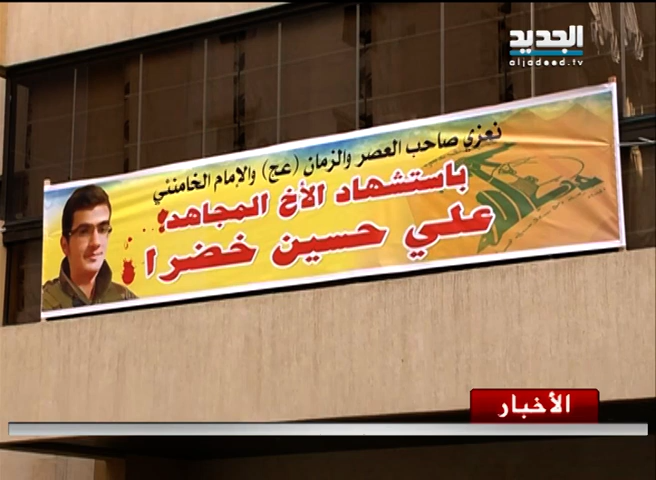 الجديد
aljadeed.tv
نعزي صاحب العصر والزمان (عج) والإمام الخامنئي
باستشهاد الأخ المجاهد:
علي حسين خضرا
الأخبار